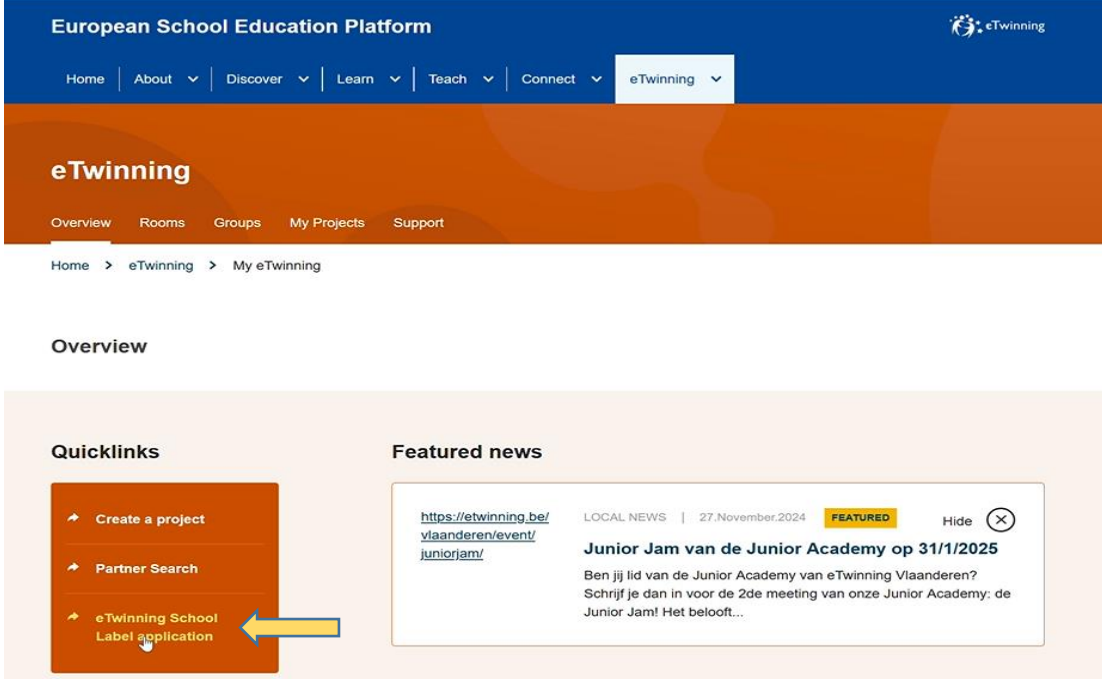 European School Education Platform
eTwinning
Home About Discover Learn Teach Connect eTwinning
eTwinning
Overview Rooms Groups My Projects Support
Home > eTwinning > My eTwinning
Overview
Quicklinks
Create a project
Partner Search
eTwinning School
Label application
Featured news
https://etwinning.be/
vlaanderen/event/
juniorjam/
LOCAL NEWS | 27.November.2024 FEATURED Hide
Junior Jam van de Junior Academy op 31/1/2025
Ben jij lid van de Junior Academy van eTwinning Vlaanderen?
Schrijf je dan in voor de 2de meeting van onze Junior Academy: de
Junior Jam! Het belooft...